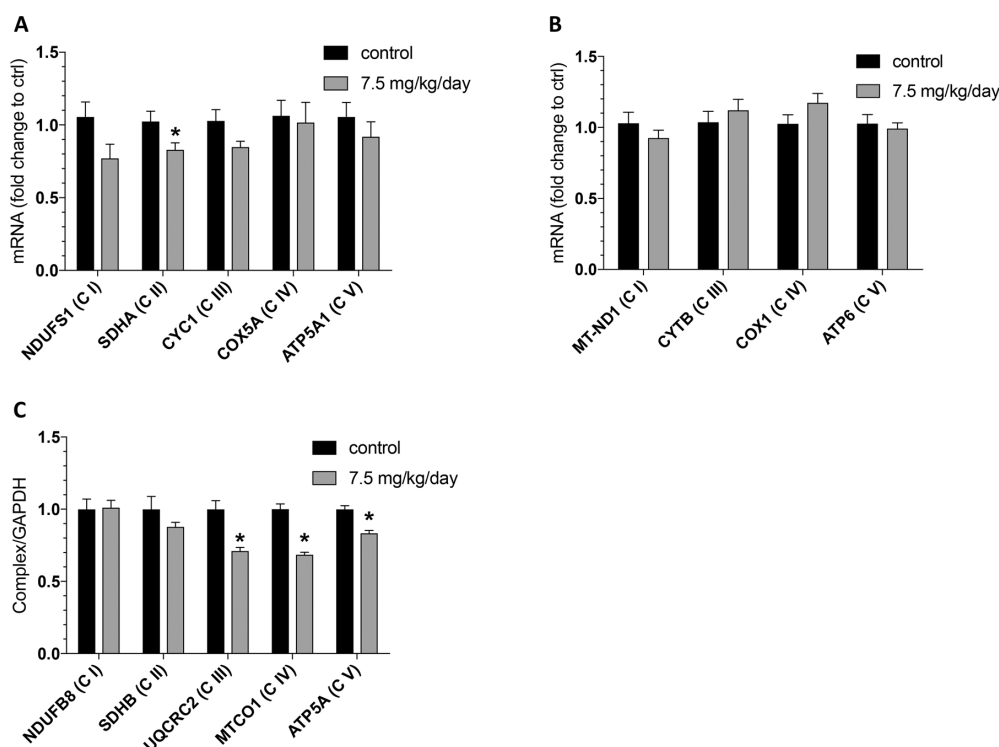 A
1.5
1.0
0.5
0.0
mRNA (fold change to ctrl)
control
7.5 mg/kg/day
*
NDUFS1 (C I)
SDHA (C II)
CYC1 (C III)
COX5A (C IV)
ATP5A1 (C V)
B
1.5
1.0
0.5
0.0
mRNA (fold change to ctrl)
control
7.5 mg/kg/day
MT-ND1 (C I)
CYTB (C III)
COX1 (C IV)
ATP6 (C V)
C
1.5
1.0
0.5
0.0
Complex/GAPDH
control
7.5 mg/kg/day
*
*
*
NDUFB8 (C I)
SDHB (C II)
UQCRC2 (C III)
MTCO1 (C IV)
ATP5A (C V)